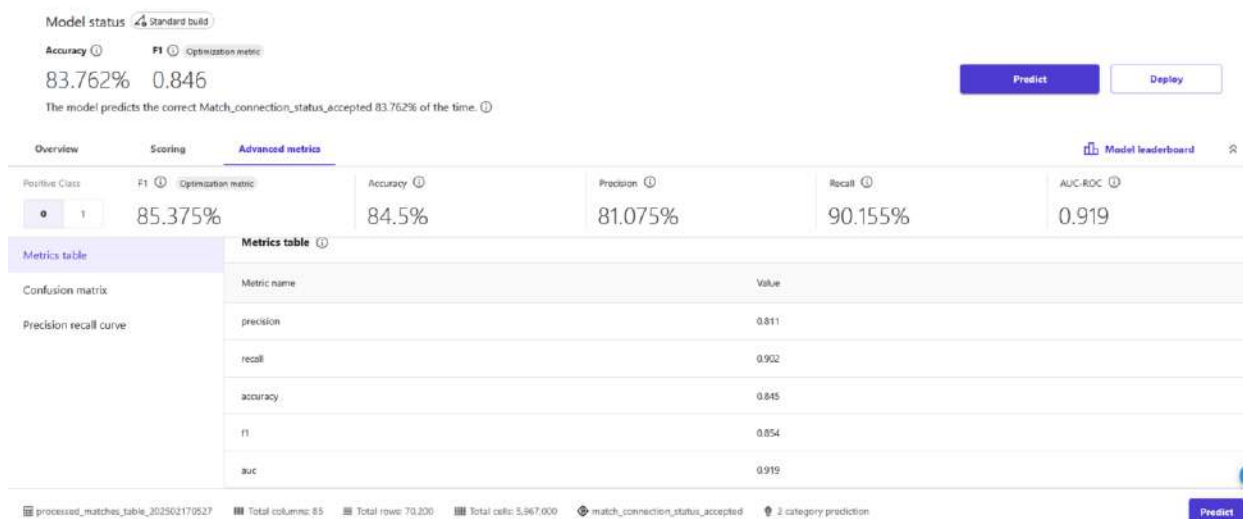 Model status Standard build
Accuracy F1 Optimization metric
83.762% 0.846
Predict Deploy
The model predicts the correct Match_connection_status_accepted 83.762% of the time.
Overview Scoring Advanced metrics Model leaderboard
Positive Class F1 Optimization metric Accuracy Precision Recall AUC-ROC
0 1 85.375% 84.5% 81.075% 90.155% 0.919
Metrics table
Confusion matrix
Precision recall curve
Metrics table
Metric name Value
precision 0.811
recall 0.902
accuracy 0.845
f1 0.854
auc 0.919
processed_matches_table_202502170527 Total columns: 85 Total rows: 70,200 Total cells: 5,967,000 match_connection_status_accepted 2 category prediction Predict